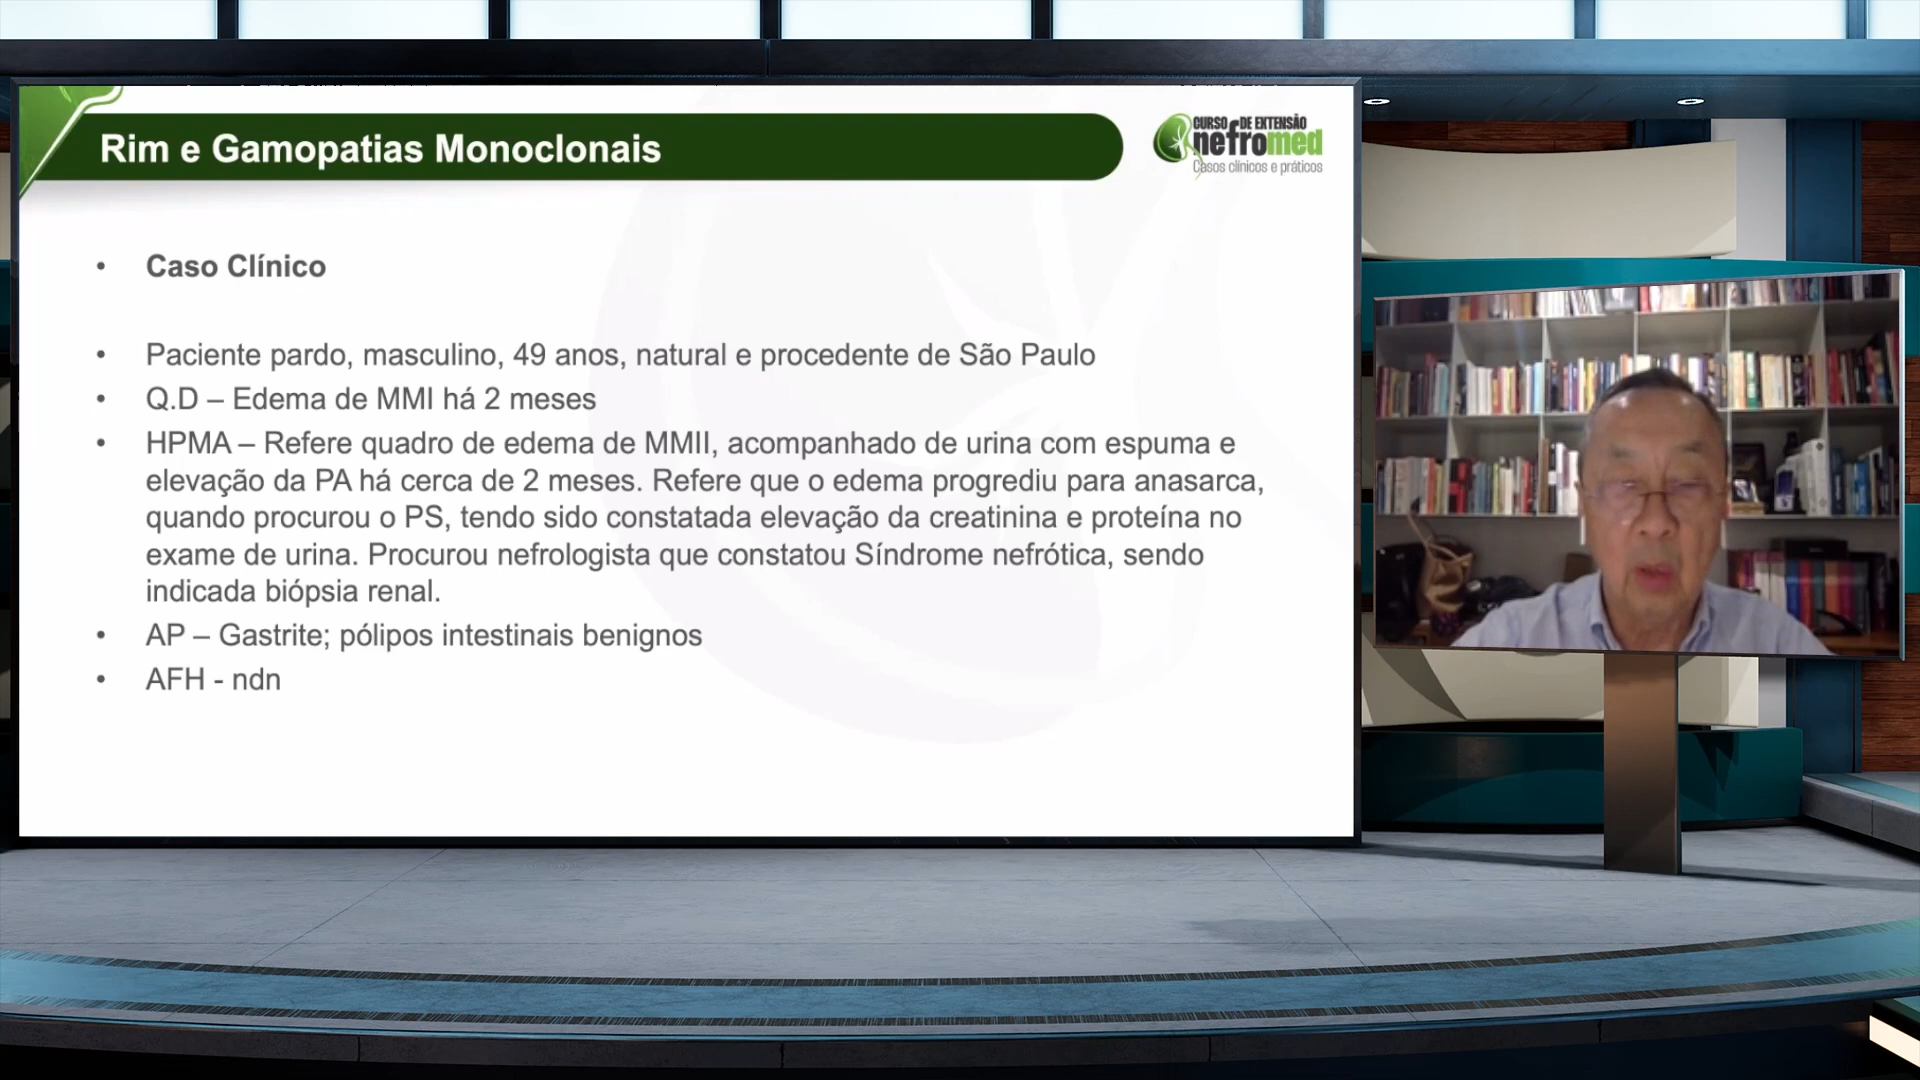 Rim e Gamopatias Monoclonais
CURSO DE EXTENSÃO
nefromed
Casos clínicos e práticos
• Caso Clínico
• Paciente pardo, masculino, 49 anos, natural e procedente de São Paulo
• Q.D – Edema de MMI há 2 meses
• HPMA – Refere quadro de edema de MMII, acompanhado de urina com espuma e
elevação da PA há cerca de 2 meses. Refere que o edema progrediu para anasarca,
quando procurou o PS, tendo sido constatada elevação da creatinina e proteína no
exame de urina. Procurou nefrologista que constatou Síndrome nefrótica, sendo
indicada biópsia renal.
• AP – Gastrite; pólipos intestinais benignos
• AFH - ndn